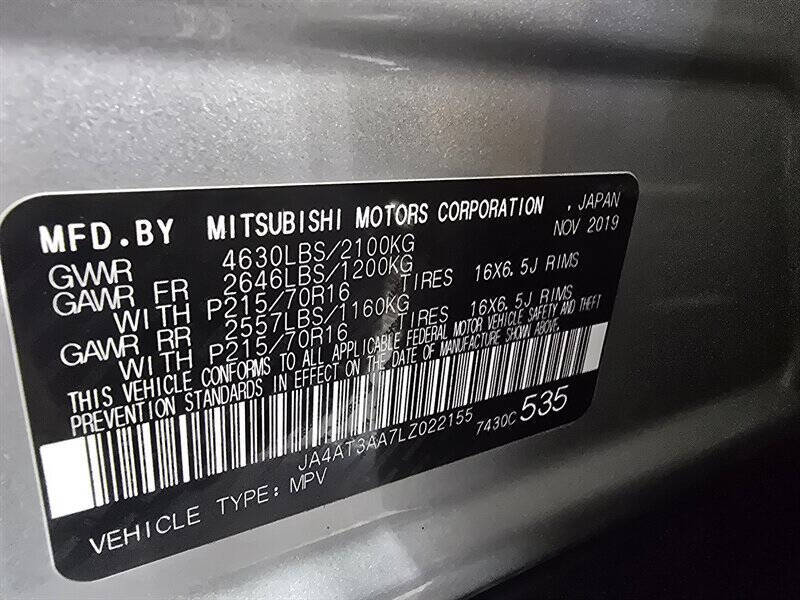 MFD.BY MITSUBISHI MOTORS CORPORATION , JAPAN
NOV 2019
GVWR 4630LBS/2100KG
GAWR FR 2646LBS/1200KG
WITH P215/70R16 TIRES 16X6.5J RIMS
GAWR RR 2557LBS/1160KG
WITH P215/70R16 TIRES 16X6.5J RIMS
THIS VEHICLE CONFORMS TO ALL APPLICABLE FEDERAL MOTOR VEHICLE SAFETY AND THEFT
PREVENTION STANDARDS IN EFFECT ON THE DATE OF MANUFACTURE SHOWN ABOVE.
JA4AT3AA7LZ022155 7430C 535
VEHICLE TYPE: MPV